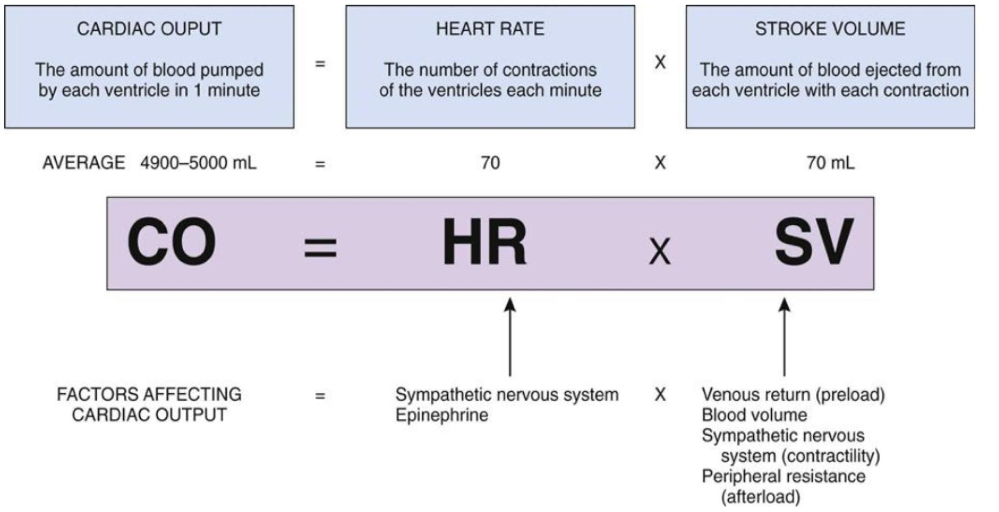 CARDIAC OUPUT
The amount of blood pumped
by each ventricle in 1 minute
=
HEART RATE
The number of contractions
of the ventricles each minute
X
STROKE VOLUME
The amount of blood ejected from
each ventricle with each contraction
AVERAGE 4900–5000 mL = 70 X 70 mL
CO = HR x SV
FACTORS AFFECTING
CARDIAC OUTPUT
=
Sympathetic nervous system
Epinephrine
X
Venous return (preload)
Blood volume
Sympathetic nervous
system (contractility)
Peripheral resistance
(afterload)